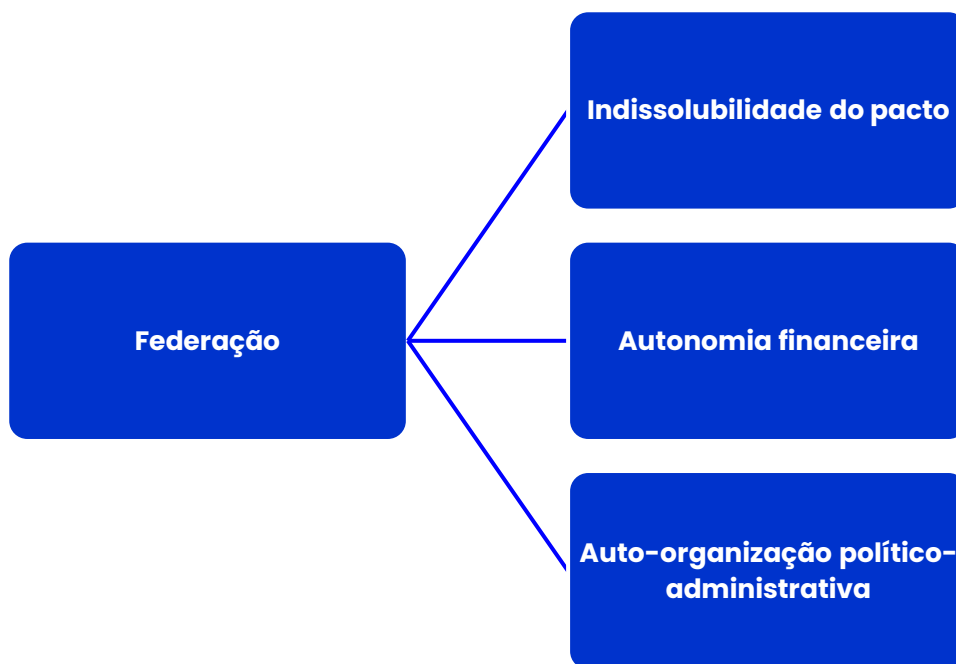 Indissolubilidade do pacto
Federação
Autonomia financeira
Auto-organização político-
administrativa